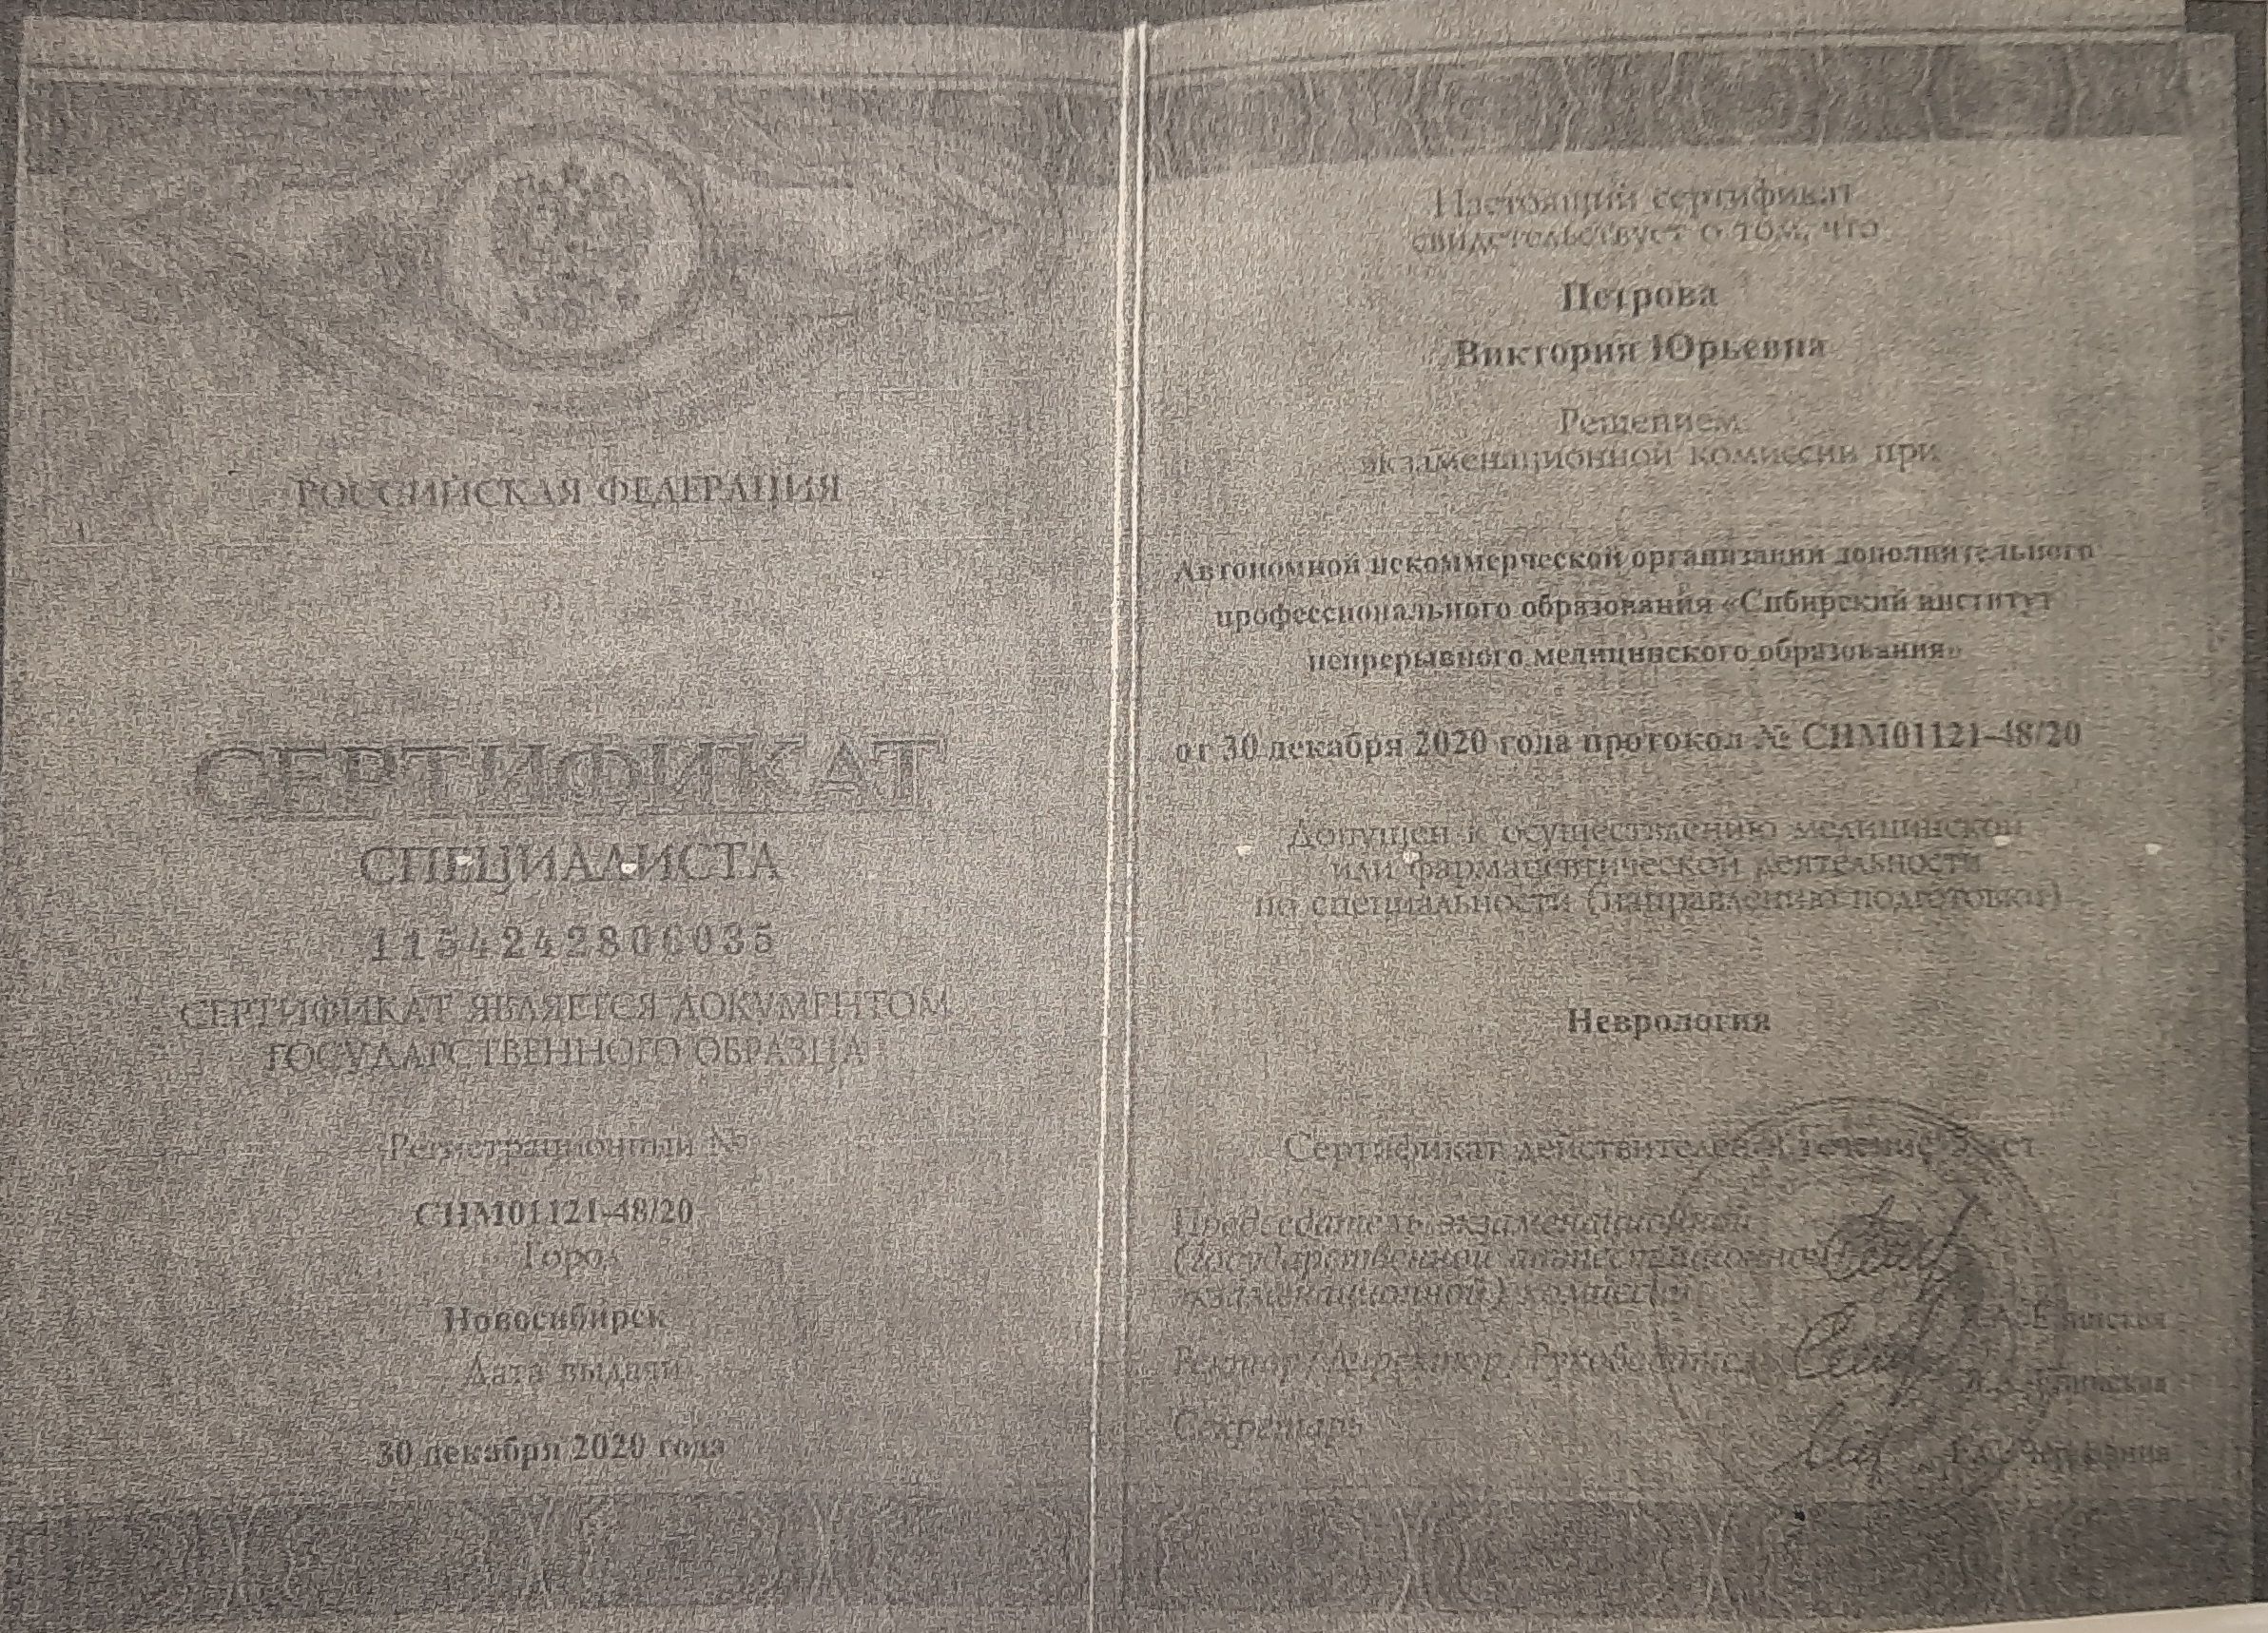 РОССИЙСКАЯ ФЕДЕРАЦИЯ
СЕРТИФИКАТ
СПЕЦИАЛИСТА
1154242806035
СЕРТИФИКАТ ЯВЛЯЕТСЯ ДОКУМЕНТОМ
ГОСУДАРСТВЕННОГО ОБРАЗЦА
Регистрационный №
СНМ01121-48/20
Город
Новосибирск
Дата выдачи
30 декабря 2020 года
Настоящий сертификат
свидетельствует о том, что
Петрова
Виктория Юрьевна
Решением
экзаменационной комиссии при
Автономной некоммерческой организации дополнительного
профессионального образования «Сибирский институт
непрерывного медицинского образования»
от 30 декабря 2020 года протокол № СНМ01121-48/20
Допущен к осуществлению медицинской
или фармацевтической деятельности
по специальности (направлению подготовки)
Неврология
Сертификат действителен в течение 5 лет
Председатель экзаменационной
(государственной аттестационной
экзаменационной) комиссии
Ректор/Директор/Руководитель
Секретарь